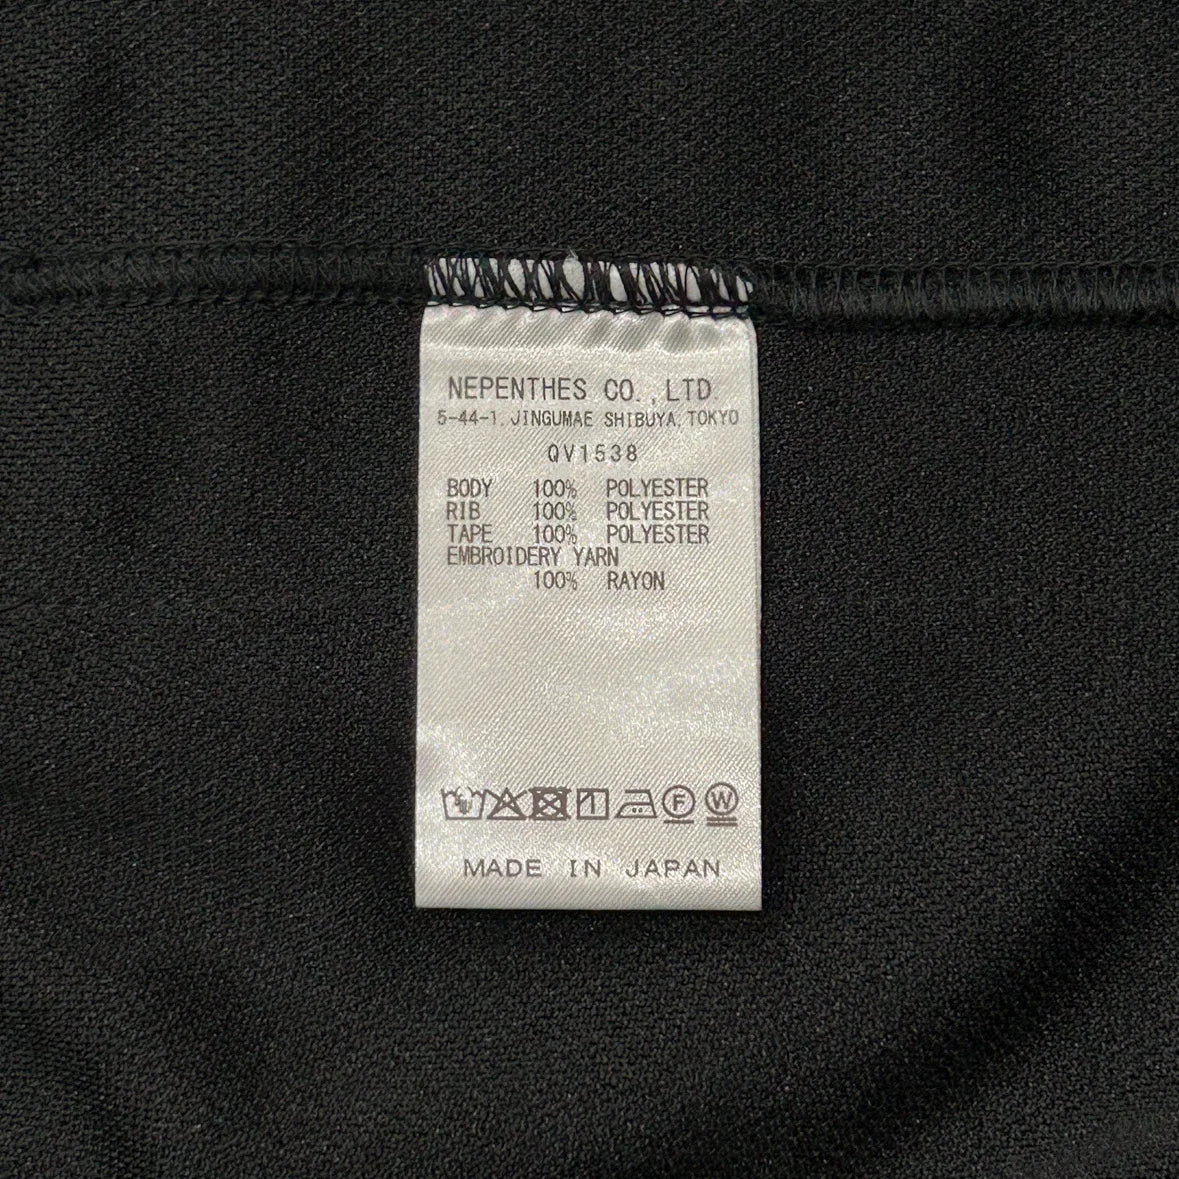 NEPENTHES CO.,LTD.
5-44-1, JINGUMAE SHIBUYA, TOKYO
QV1538
BODY 100% POLYESTER
RIB 100% POLYESTER
TAPE 100% POLYESTER
EMBROIDERY YARN
100% RAYON
F W
MADE IN JAPAN